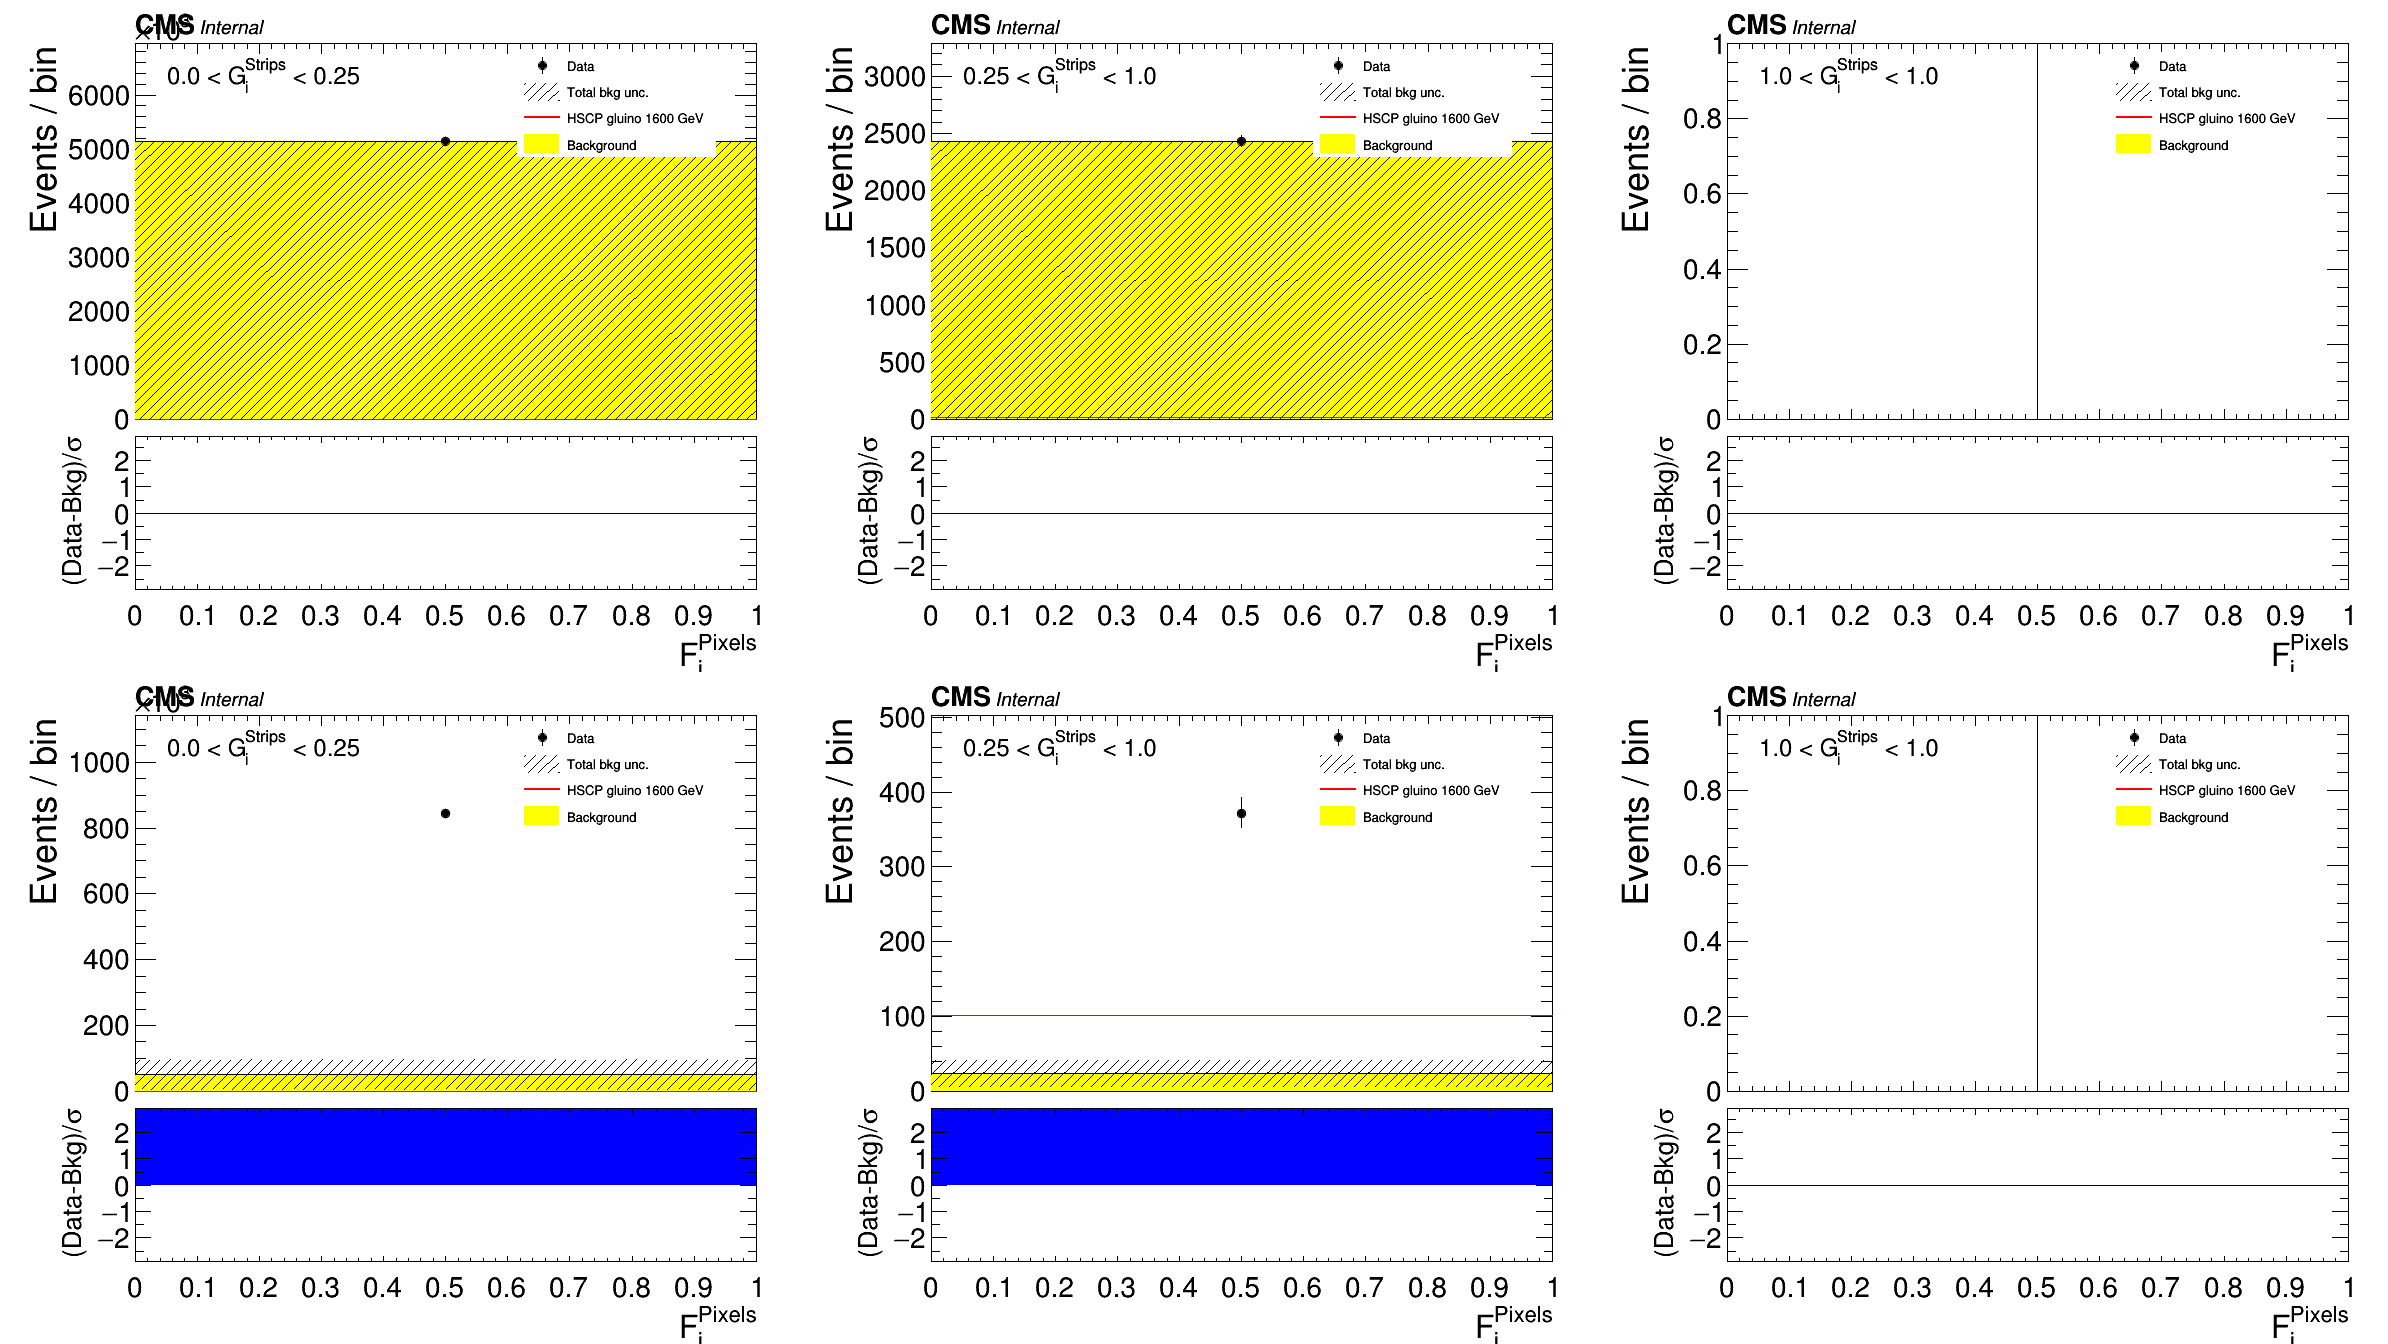 CMS Internal
×10³
Events / bin
0.0 < G_i^Strips < 0.25
Data
Total bkg unc.
HSCP gluino 1600 GeV
Background
6000
5000
4000
3000
2000
1000
0
(Data-Bkg)/σ
2
1
0
−1
−2
0 0.1 0.2 0.3 0.4 0.5 0.6 0.7 0.8 0.9 1
F_i^Pixels
CMS Internal
Events / bin
0.25 < G_i^Strips < 1.0
Data
Total bkg unc.
HSCP gluino 1600 GeV
Background
3000
2500
2000
1500
1000
500
0
(Data-Bkg)/σ
2
1
0
−1
−2
0 0.1 0.2 0.3 0.4 0.5 0.6 0.7 0.8 0.9 1
F_i^Pixels
CMS Internal
Events / bin
1.0 < G_i^Strips < 1.0
Data
Total bkg unc.
HSCP gluino 1600 GeV
Background
1
0.8
0.6
0.4
0.2
0
(Data-Bkg)/σ
2
1
0
−1
−2
0 0.1 0.2 0.3 0.4 0.5 0.6 0.7 0.8 0.9 1
F_i^Pixels
CMS Internal
×10³
Events / bin
0.0 < G_i^Strips < 0.25
Data
Total bkg unc.
HSCP gluino 1600 GeV
Background
1000
800
600
400
200
0
(Data-Bkg)/σ
2
1
0
−1
−2
0 0.1 0.2 0.3 0.4 0.5 0.6 0.7 0.8 0.9 1
F_i^Pixels
CMS Internal
Events / bin
0.25 < G_i^Strips < 1.0
Data
Total bkg unc.
HSCP gluino 1600 GeV
Background
500
400
300
200
100
0
(Data-Bkg)/σ
2
1
0
−1
−2
0 0.1 0.2 0.3 0.4 0.5 0.6 0.7 0.8 0.9 1
F_i^Pixels
CMS Internal
Events / bin
1.0 < G_i^Strips < 1.0
Data
Total bkg unc.
HSCP gluino 1600 GeV
Background
1
0.8
0.6
0.4
0.2
0
(Data-Bkg)/σ
2
1
0
−1
−2
0 0.1 0.2 0.3 0.4 0.5 0.6 0.7 0.8 0.9 1
F_i^Pixels